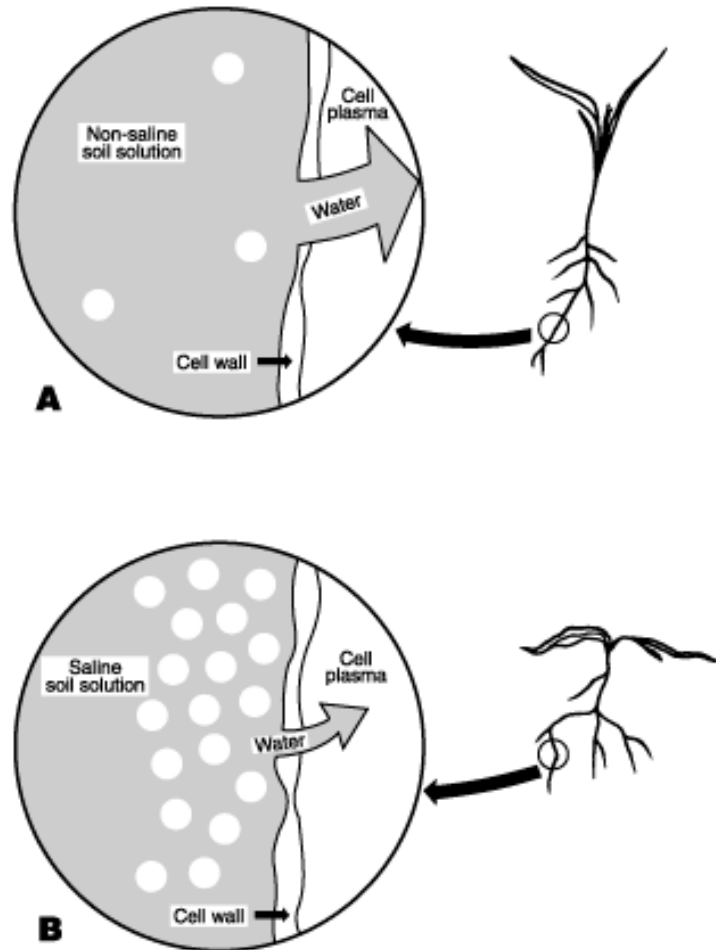 Non-saline
soil solution
Cell
plasma
Water
Cell wall
A
Saline
soil solution
Cell
plasma
Water
Cell wall
B